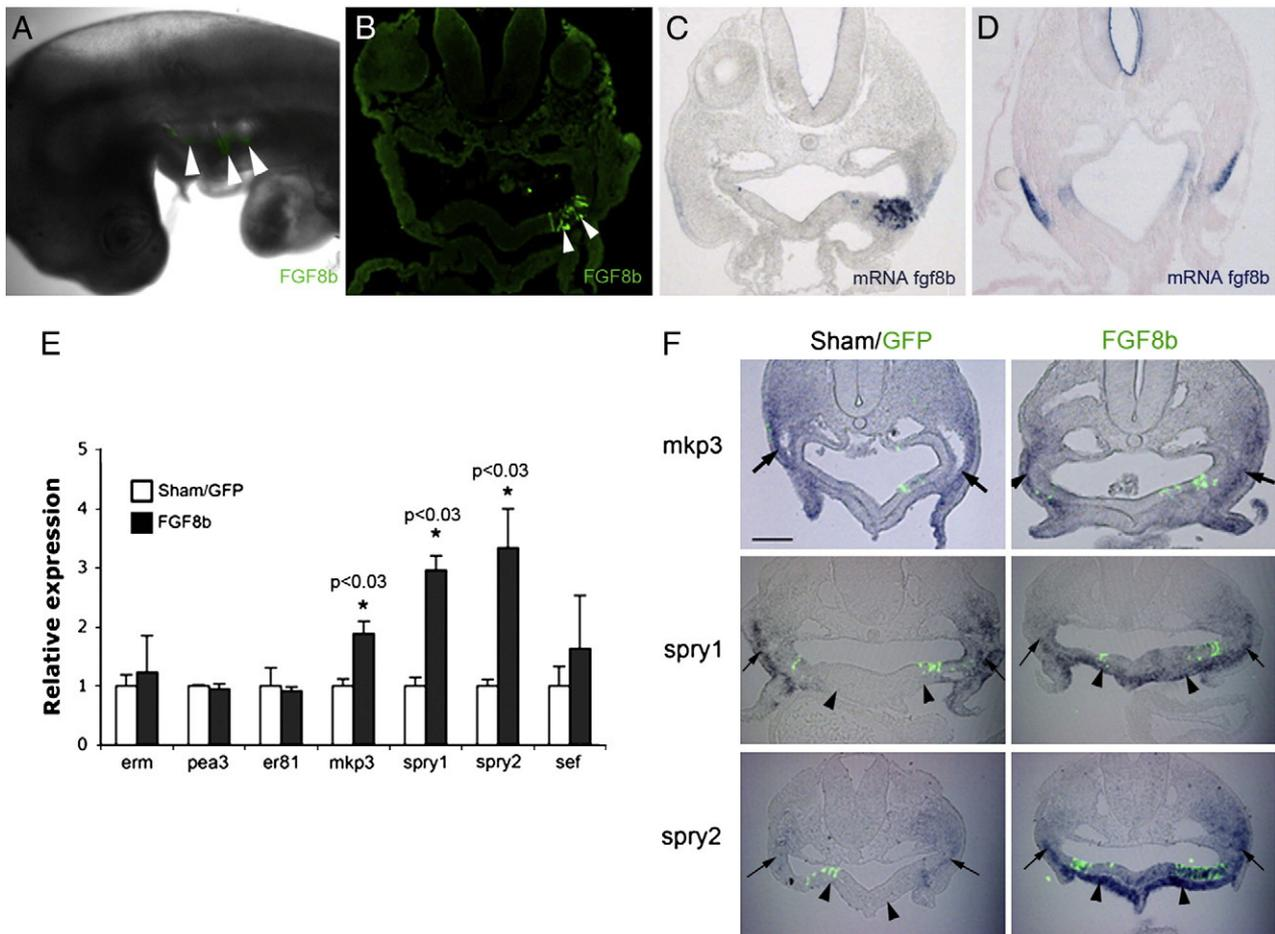 A
B
C
D
FGF8b
FGF8b
mRNA fgf8b
mRNA fgf8b
E
F
Sham/GFP
FGF8b
5
4
3
2
1
0
Relative expression
Sham/GFP
FGF8b
p<0.03
*
p<0.03
*
p<0.03
*
erm
pea3
er81
mkp3
spry1
spry2
sef
mkp3
spry1
spry2